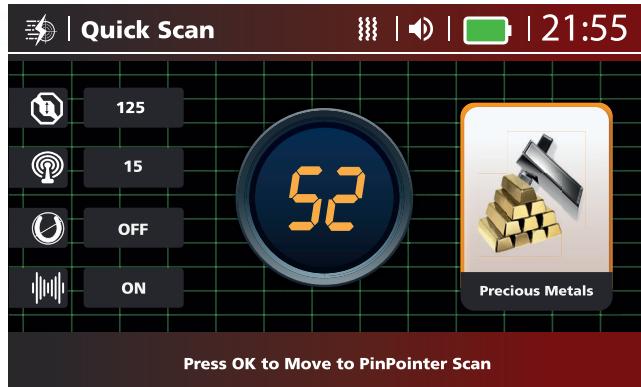 Quick Scan
21:55
125
15
OFF
ON
52
Precious Metals
Press OK to Move to PinPointer Scan